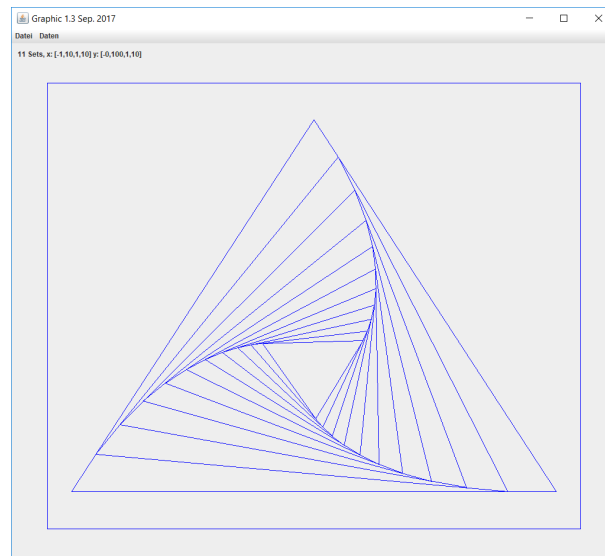 Graphic 1.3 Sep. 2017
Datei Daten
11 Sets, x: [-1,10,1,10] y: [-0,100,1,10]